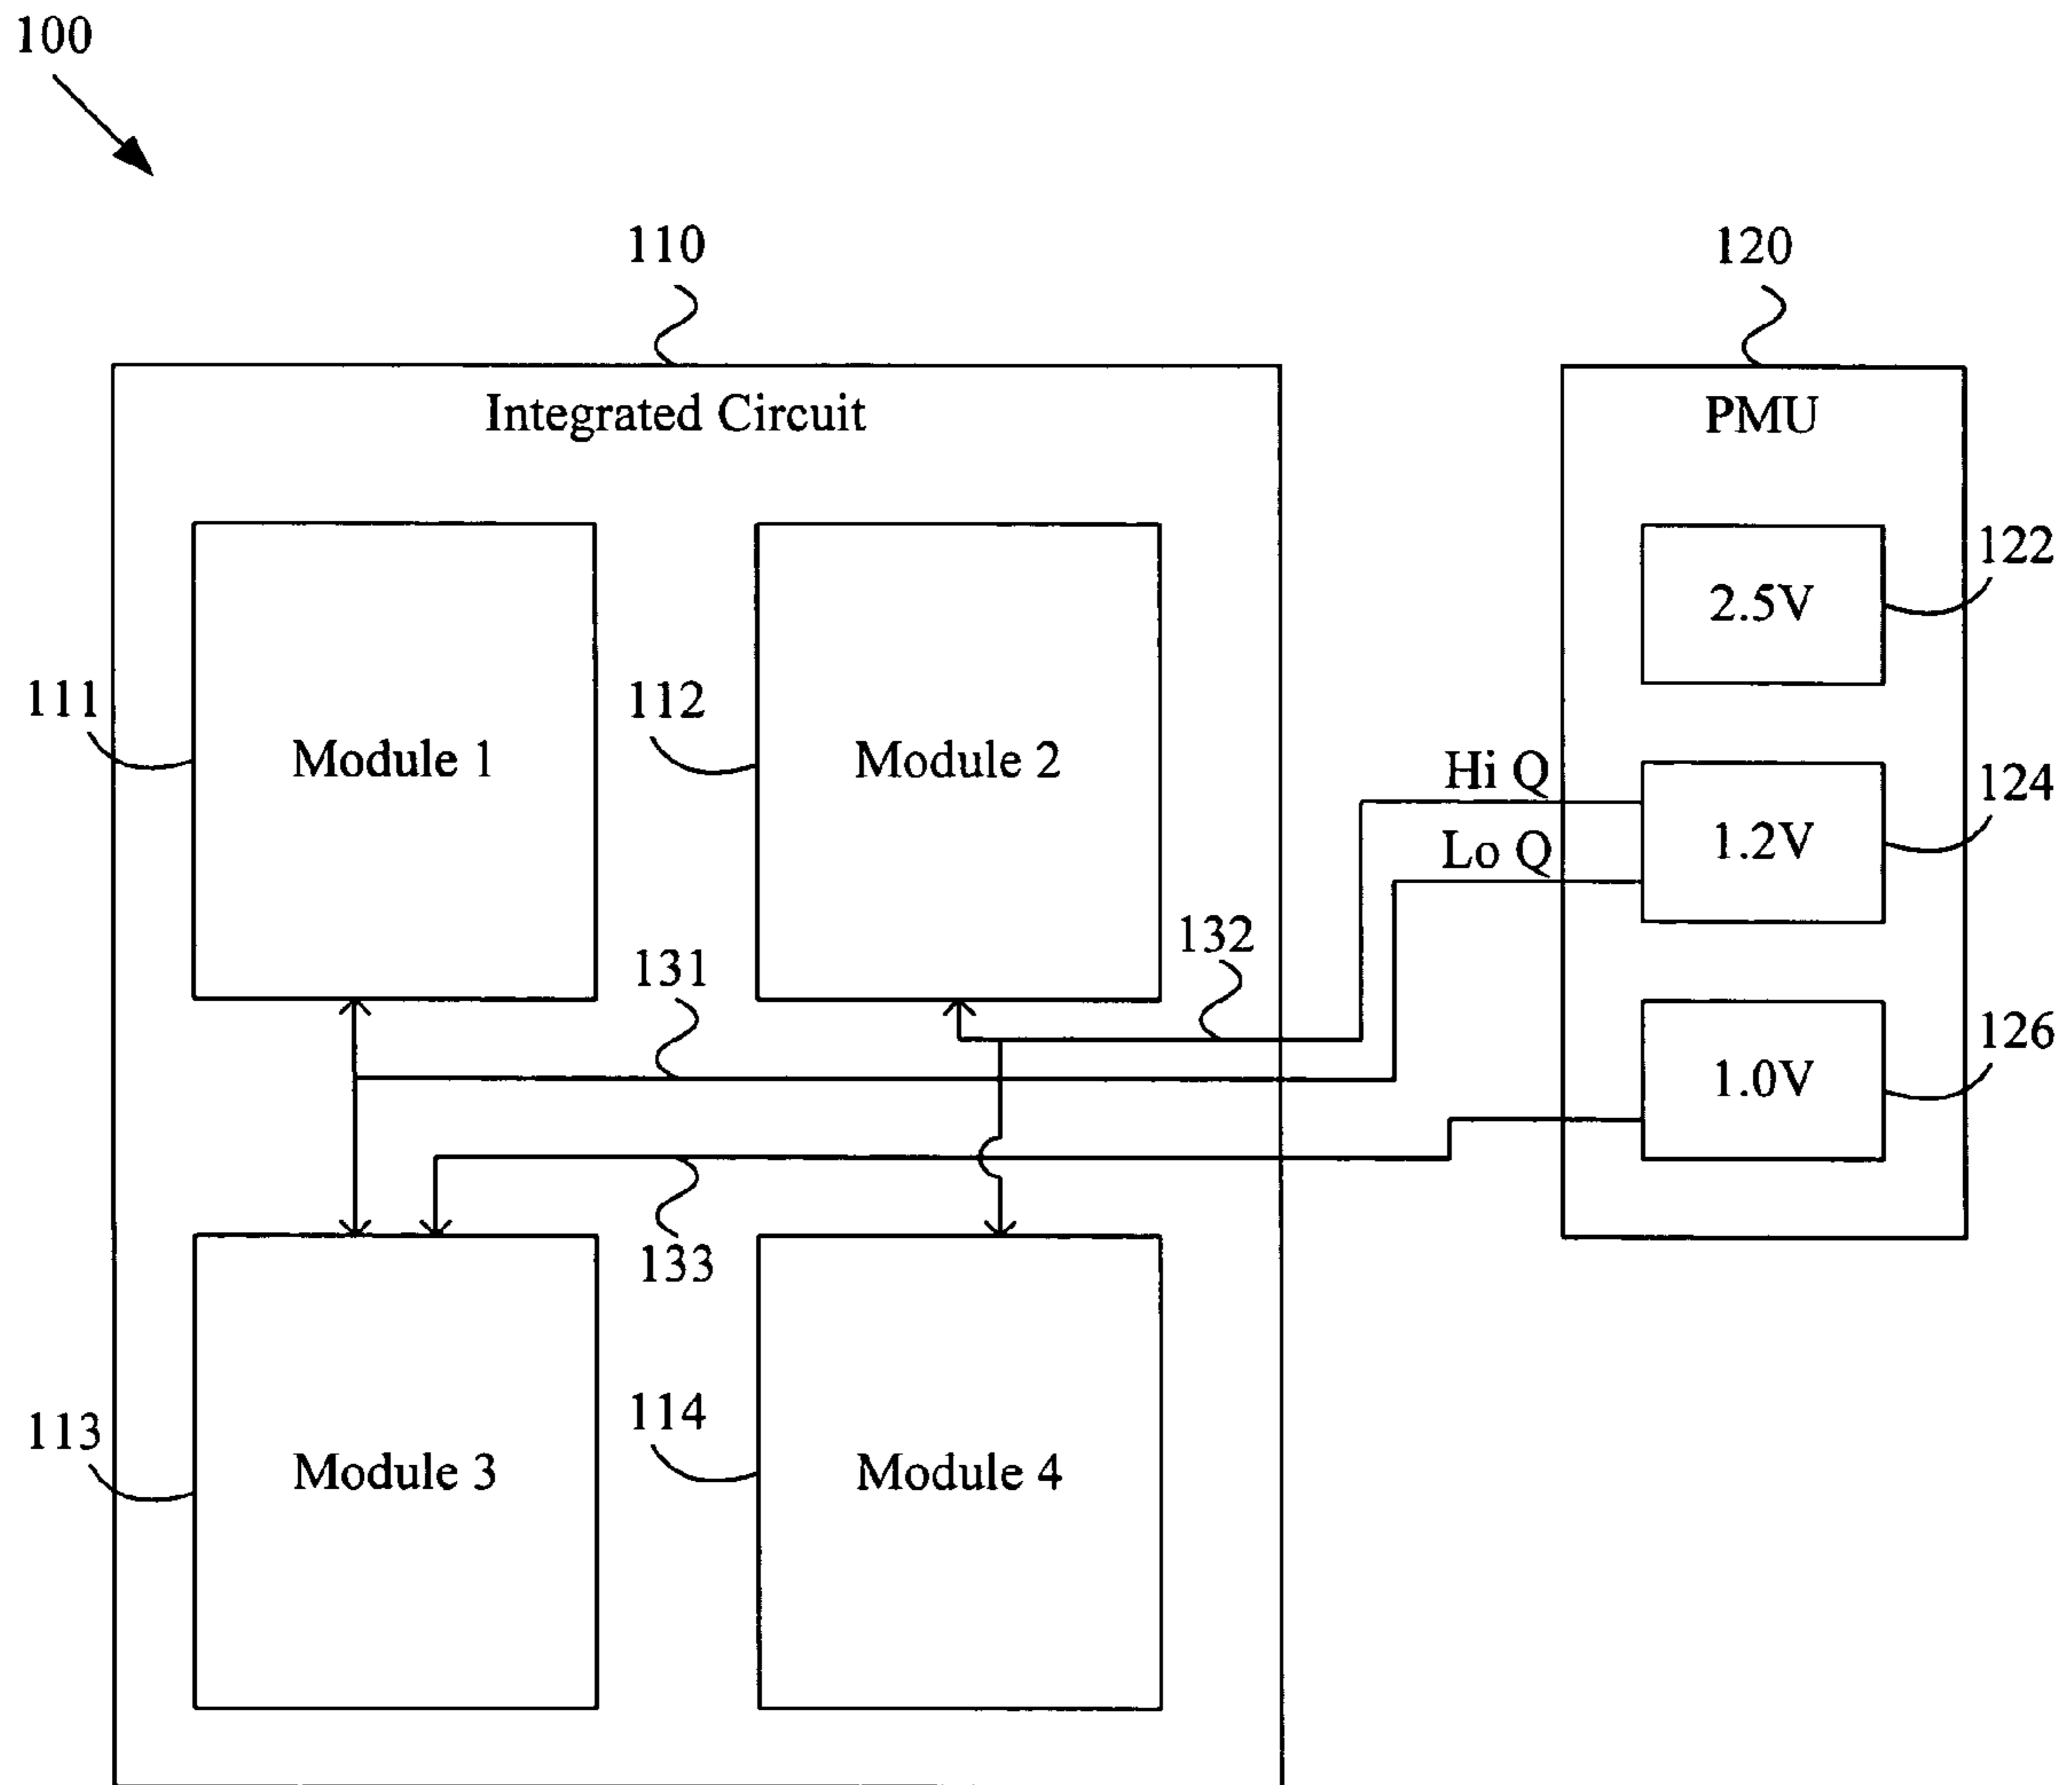 100
110
120
Integrated Circuit
PMU
122
2.5V
111
112
Module 1
Module 2
Hi Q
124
1.2V
Lo Q
132
131
126
1.0V
133
113
114
Module 3
Module 4